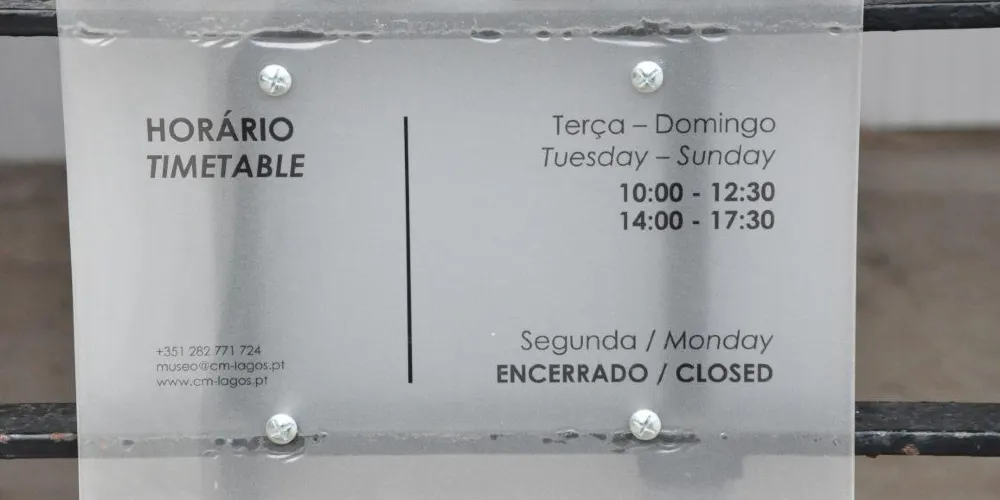 HORÁRIO
TIMETABLE
+351 282 771 724
museo@cm-lagos.pt
www.cm-lagos.pt
Terça – Domingo
Tuesday – Sunday
10:00 - 12:30
14:00 - 17:30
Segunda / Monday
ENCERRADO / CLOSED